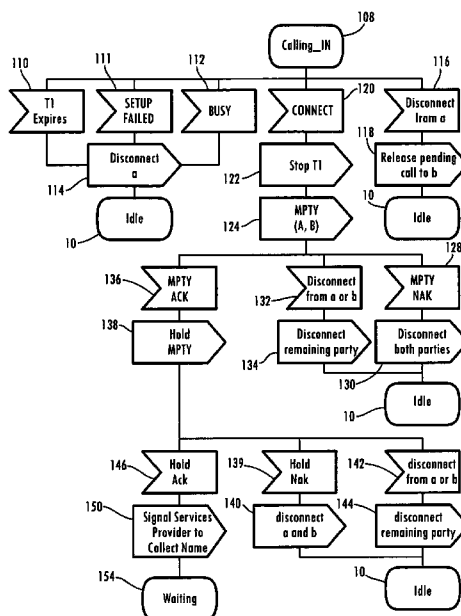 Calling_IN
108
110
111
112
116
T1
Expires
SETUP
FAILED
BUSY
CONNECT
120
Disconnect
from a
114
Disconnect
a
122
Stop T1
118
Release pending
call to b
10
Idle
124
MPTY
(A, B)
10
Idle
128
136
MPTY
ACK
132
Disconnect
from a or b
MPTY
NAK
138
Hold
MPTY
134
Disconnect
remaining party
130
Disconnect
both parties
10
Idle
146
Hold
Ack
139
Hold
Nak
142
disconnect
from a or b
150
Signal Services
Provider to
Collect Name
140
disconnect
a and b
144
disconnect
remaining party
154
Waiting
10
Idle